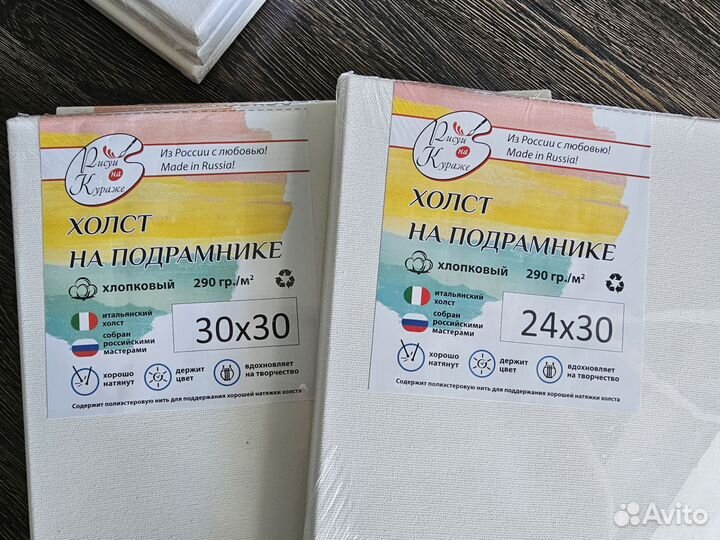 Рисуй
на
Кураже
Из России с любовью!
Made in Russia!
ХОЛСТ
НА ПОДРАМНИКЕ
хлопковый 290 гр./м²
итальянский
холст
собран
российскими
мастерами
30x30
хорошо
натянут
держит
цвет
вдохновляет
на творчество
Содержит полиэстеровую нить для поддержания хорошей натяжки холста
Рисуй
на
Кураже
Из России с любовью!
Made in Russia!
ХОЛСТ
НА ПОДРАМНИКЕ
хлопковый 290 гр./м²
итальянский
холст
собран
российскими
мастерами
24x30
хорошо
натянут
держит
цвет
вдохновляет
на творчество
Содержит полиэстеровую нить для поддержания хорошей натяжки холста
Avito